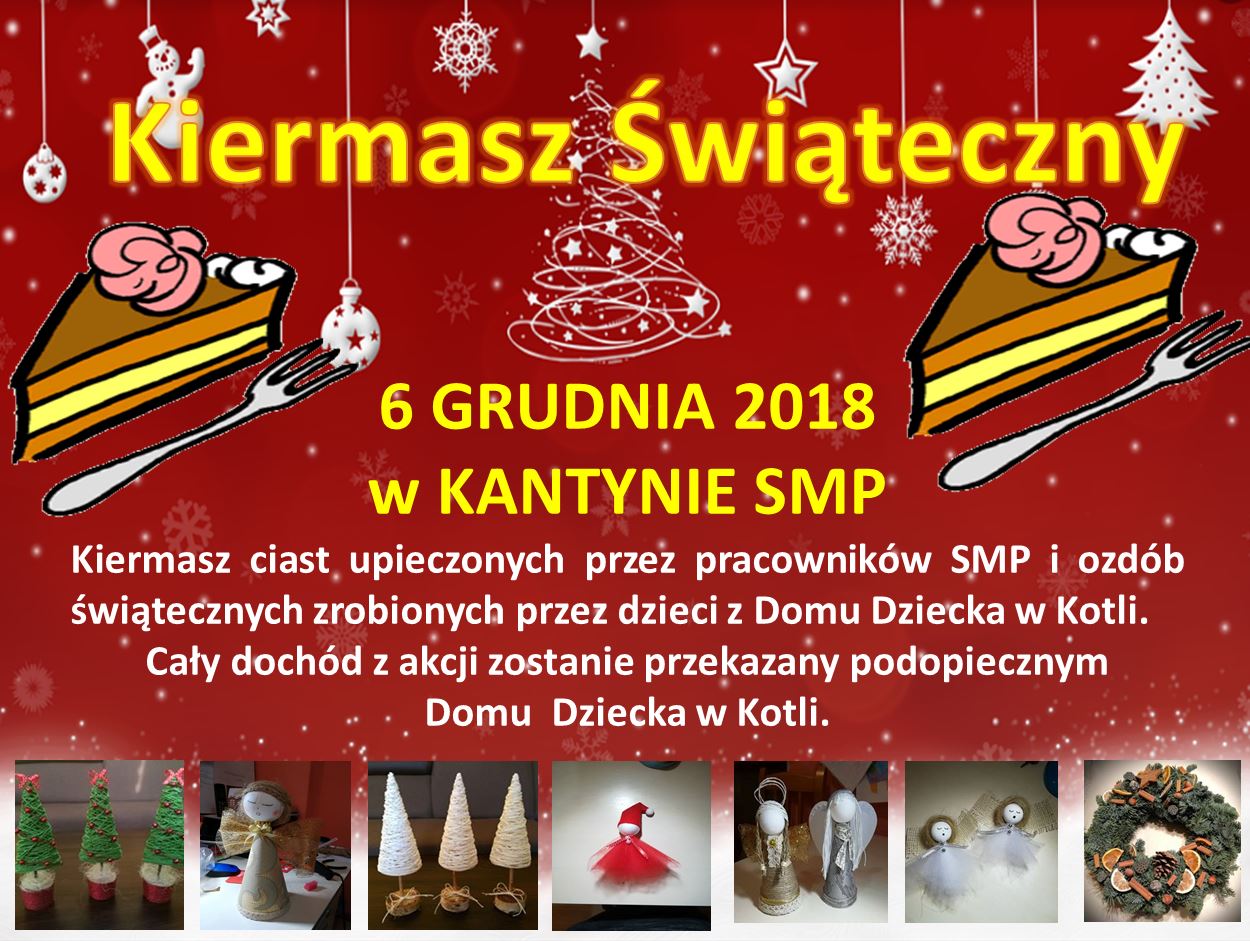 Kiermasz Świąteczny
6 GRUDNIA 2018
w KANTYNIE SMP
Kiermasz ciast upieczonych przez pracowników SMP i ozdób
świątecznych zrobionych przez dzieci z Domu Dziecka w Kotli.
Cały dochód z akcji zostanie przekazany podopiecznym
Domu Dziecka w Kotli.